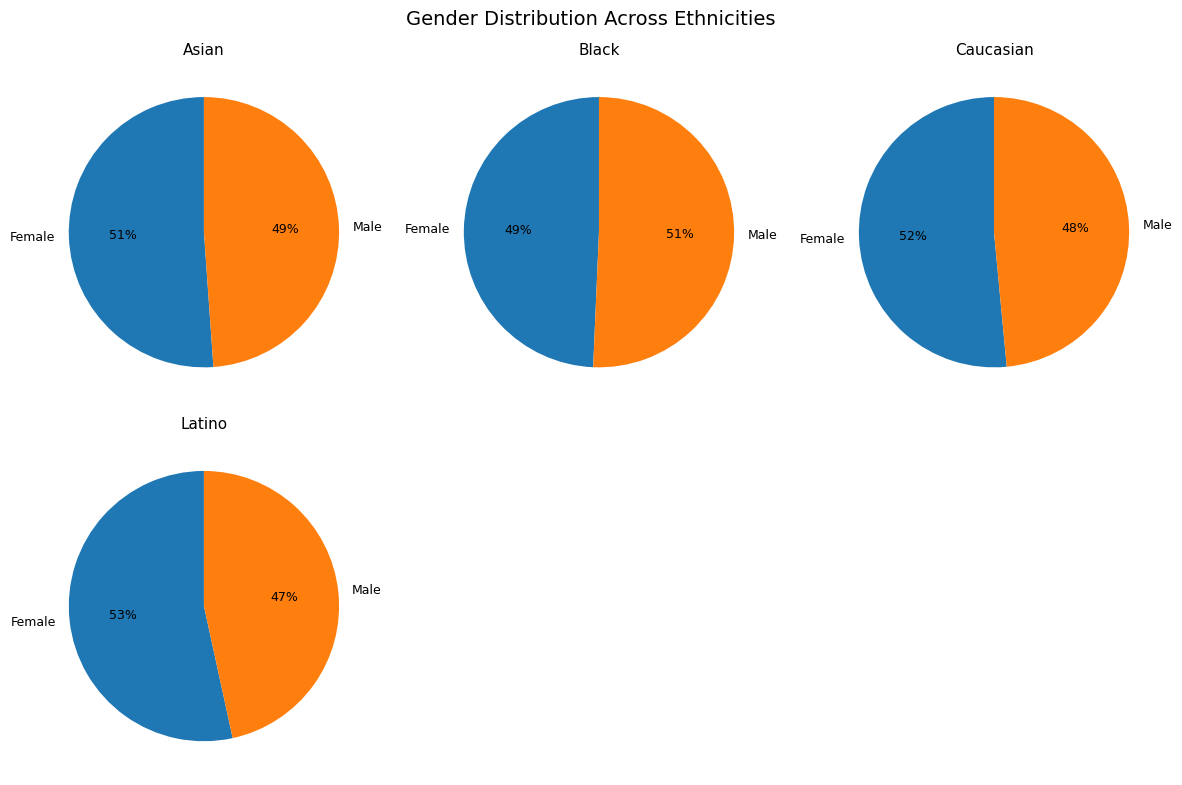 Gender Distribution Across Ethnicities
Asian
Female
51%
49%
Male
Black
Female
49%
51%
Male
Caucasian
Female
52%
48%
Male
Latino
Female
53%
47%
Male